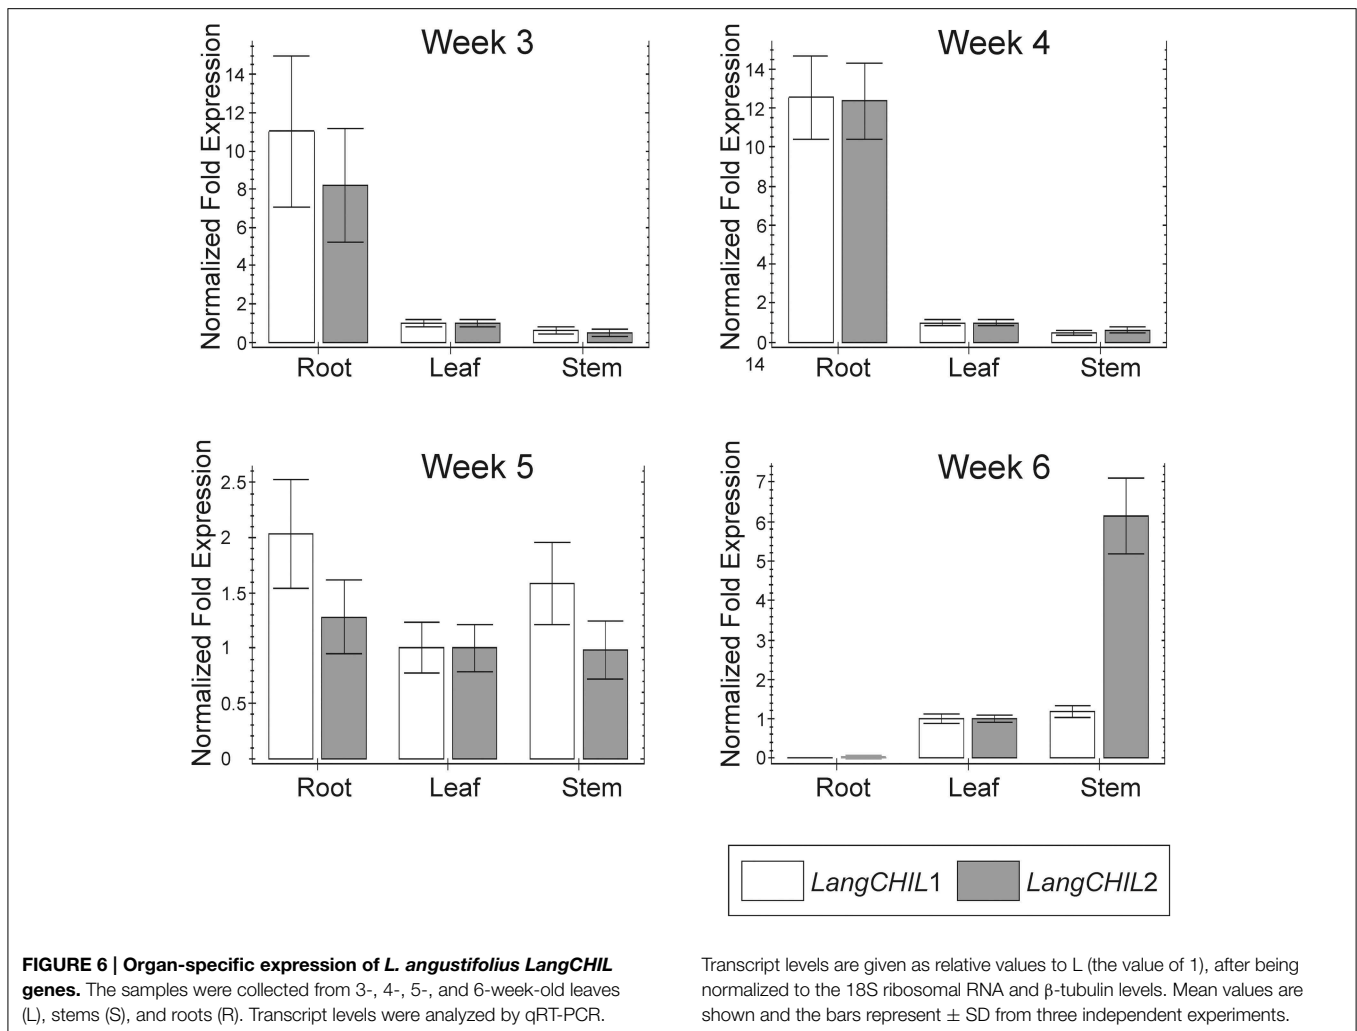 Week 3
Normalized Fold Expression
14
12
10
8
6
4
2
0
Root Leaf Stem
Week 4
Normalized Fold Expression
14
12
10
8
6
4
2
0
14
Root Leaf Stem
Week 5
Normalized Fold Expression
2.5
2
1.5
1
0.5
0
Root Leaf Stem
Week 6
Normalized Fold Expression
7
6
5
4
3
2
1
0
Root Leaf Stem
LangCHIL1 LangCHIL2
FIGURE 6 | Organ-specific expression of L. angustifolius LangCHIL
genes. The samples were collected from 3-, 4-, 5-, and 6-week-old leaves
(L), stems (S), and roots (R). Transcript levels were analyzed by qRT-PCR.
Transcript levels are given as relative values to L (the value of 1), after being
normalized to the 18S ribosomal RNA and β-tubulin levels. Mean values are
shown and the bars represent ± SD from three independent experiments.